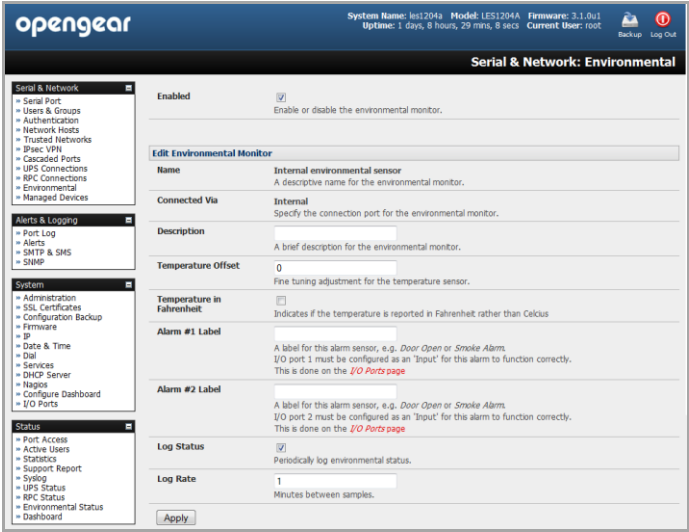 opengear
System Name: les1204a Model: LES1204A Firmware: 3.1.0u1
Uptime: 1 days, 8 hours, 29 mins, 8 secs Current User: root
Backup
Log Out
Serial & Network: Environmental
Serial & Network
Serial Port
Users & Groups
Authentication
Network Hosts
Trusted Networks
IPsec VPN
Cascaded Ports
UPS Connections
RPC Connections
Environmental
Managed Devices
Alerts & Logging
Port Log
Alerts
SMTP & SMS
SNMP
System
Administration
SSL Certificates
Configuration Backup
Firmware
IP
Date & Time
Dial
Services
DHCP Server
Nagios
Configure Dashboard
I/O Ports
Status
Port Access
Active Users
Statistics
Support Report
Syslog
UPS Status
RPC Status
Environmental Status
Dashboard
Enabled
Enable or disable the environmental monitor.
Edit Environmental Monitor
Name
Internal environmental sensor
A descriptive name for the environmental monitor.
Connected Via
Internal
Specify the connection port for the environmental monitor.
Description
A brief description for the environmental monitor.
Temperature Offset
0
Fine tuning adjustment for the temperature sensor.
Temperature in Fahrenheit
Indicates if the temperature is reported in Fahrenheit rather than Celcius
Alarm #1 Label
A label for this alarm sensor, e.g. Door Open or Smoke Alarm.
I/O port 1 must be configured as an 'Input' for this alarm to function correctly.
This is done on the I/O Ports page
Alarm #2 Label
A label for this alarm sensor, e.g. Door Open or Smoke Alarm.
I/O port 2 must be configured as an 'Input' for this alarm to function correctly.
This is done on the I/O Ports page
Log Status
Periodically log environmental status.
Log Rate
1
Minutes between samples.
Apply